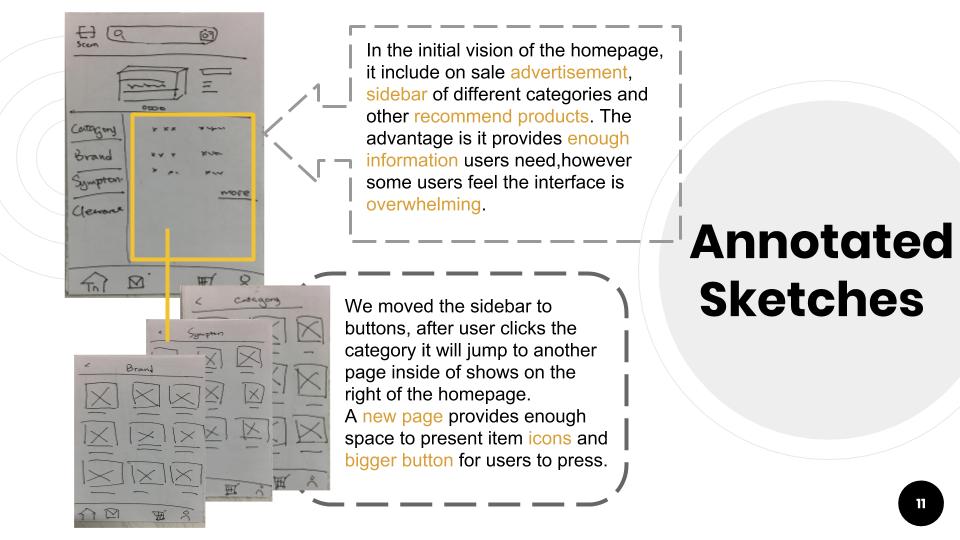 Scan
Category
Brand
Symptom
Clearance
more
Category
Symptom
Brand
In the initial vision of the homepage,
it include on sale advertisement,
sidebar of different categories and
other recommend products. The
advantage is it provides enough
information users need,however
some users feel the interface is
overwhelming.
We moved the sidebar to
buttons, after user clicks the
category it will jump to another
page inside of shows on the
right of the homepage.
A new page provides enough
space to present item icons and
bigger button for users to press.
Annotated
Sketches
11